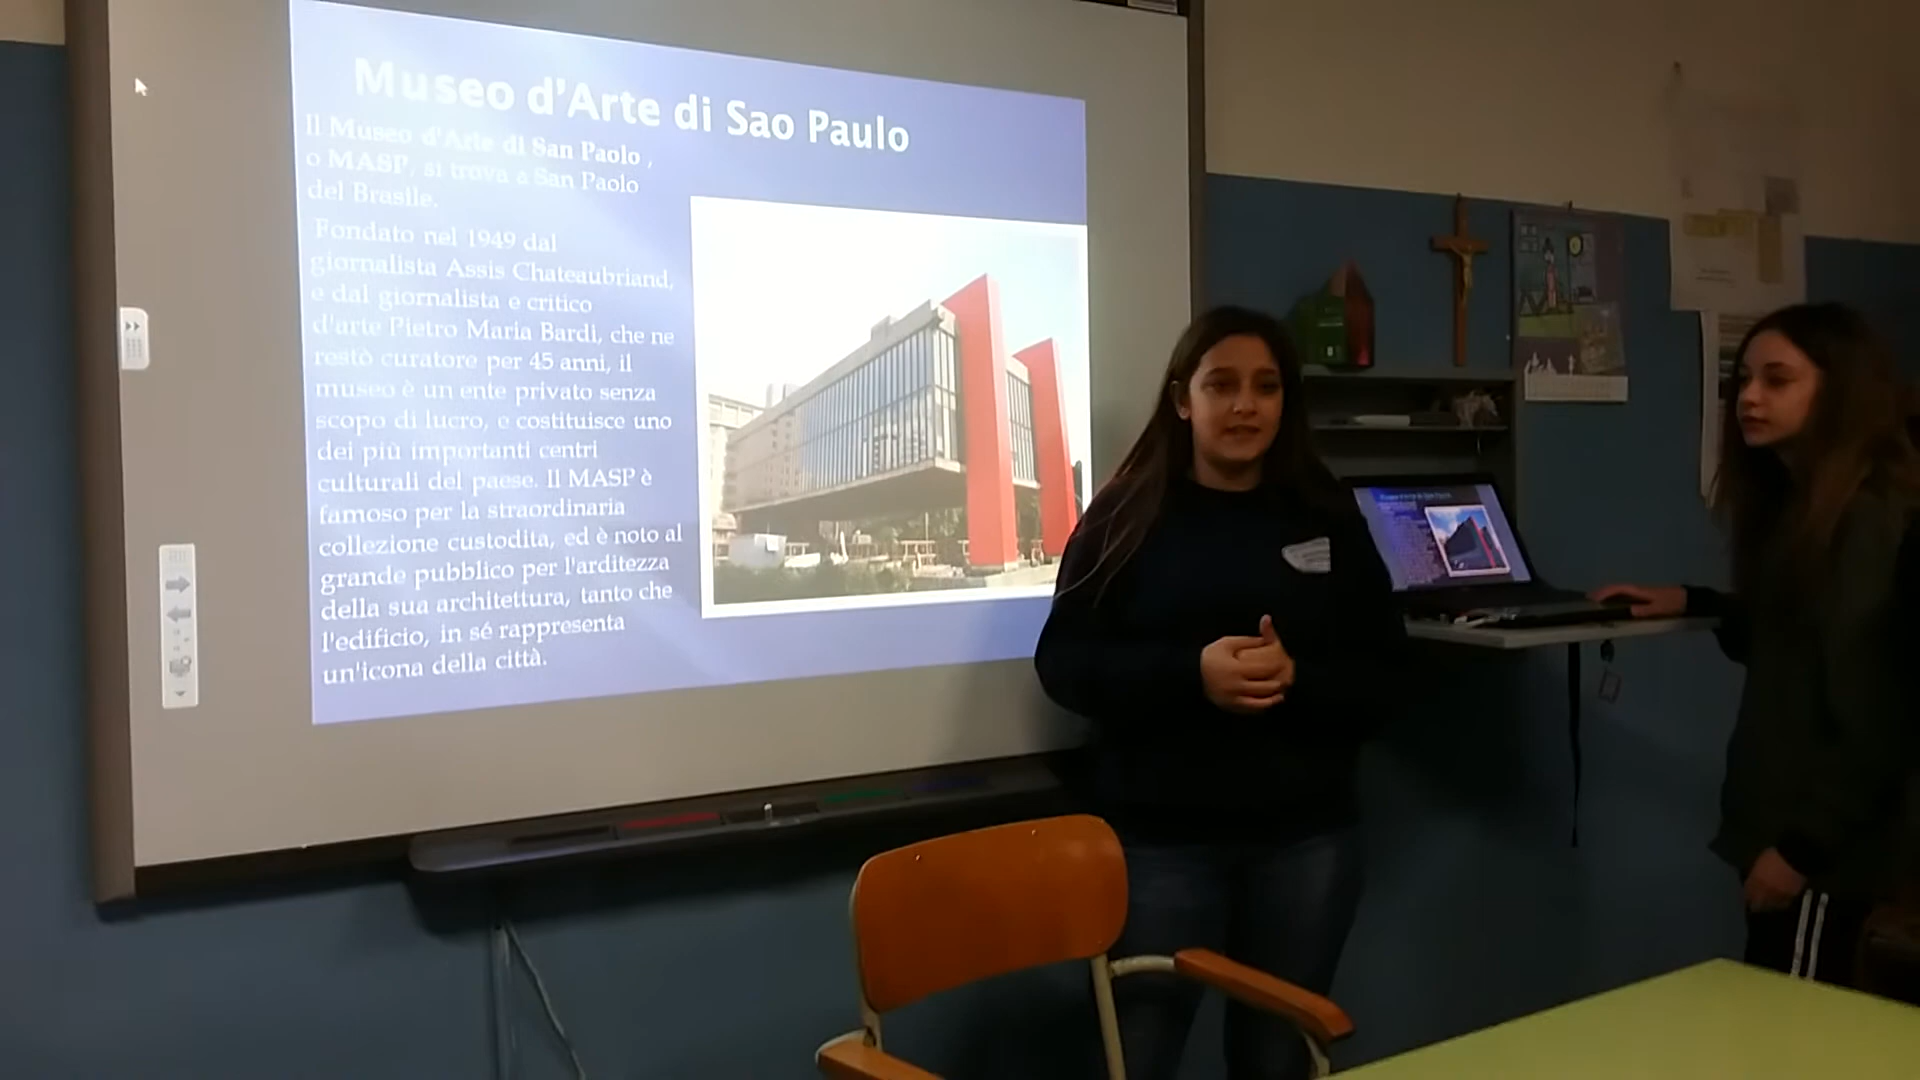 Museo d'Arte di Sao Paulo
Il Museo d'Arte di San Paolo ,
o MASP, si trova a San Paolo
del Brasile.
Fondato nel 1949 dal
giornalista Assis Chateaubriand,
e dal giornalista e critico
d'arte Pietro Maria Bardi, che ne
restò curatore per 45 anni, il
museo è un ente privato senza
scopo di lucro, e costituisce uno
dei più importanti centri
culturali del paese. Il MASP è
famoso per la straordinaria
collezione custodita, ed è noto al
grande pubblico per l'arditezza
della sua architettura, tanto che
l'edificio, in sé rappresenta
un'icona della città.